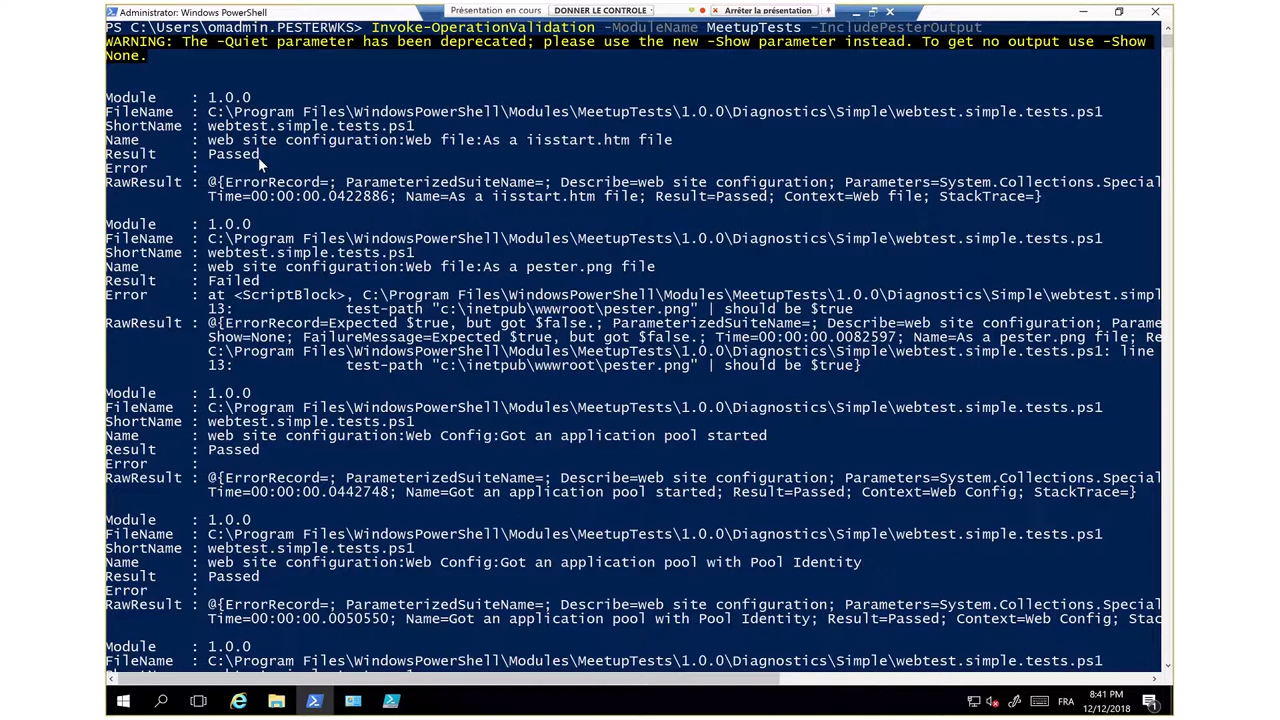 Administrator: Windows PowerShell
Présentation en cours DONNER LE CONTROLE Arrêter la présentation
PS C:\Users\omadmin.PESTERWKS> Invoke-OperationValidation -ModuleName MeetupTests -IncludePesterOutput
WARNING: The -Quiet parameter has been deprecated; please use the new -Show parameter instead. To get no output use -Show
None.
Module : 1.0.0
FileName : C:\Program Files\WindowsPowerShell\Modules\MeetupTests\1.0.0\Diagnostics\Simple\webtest.simple.tests.ps1
ShortName : webtest.simple.tests.ps1
Name : web site configuration:Web file:As a iisstart.htm file
Result : Passed
Error :
RawResult : @{ErrorRecord=; ParameterizedSuiteName=; Describe=web site configuration; Parameters=System.Collections.Special
Time=00:00:00.0422886; Name=As a iisstart.htm file; Result=Passed; Context=Web file; StackTrace=}
Module : 1.0.0
FileName : C:\Program Files\WindowsPowerShell\Modules\MeetupTests\1.0.0\Diagnostics\Simple\webtest.simple.tests.ps1
ShortName : webtest.simple.tests.ps1
Name : web site configuration:Web file:As a pester.png file
Result : Failed
Error : at <ScriptBlock>, C:\Program Files\WindowsPowerShell\Modules\MeetupTests\1.0.0\Diagnostics\Simple\webtest.simpl
13: test-path "c:\inetpub\wwwroot\pester.png" | should be $true
RawResult : @{ErrorRecord=Expected $true, but got $false.; ParameterizedSuiteName=; Describe=web site configuration; Parame
Show=None; FailureMessage=Expected $true, but got $false.; Time=00:00:00.0082597; Name=As a pester.png file; Re
C:\Program Files\WindowsPowerShell\Modules\MeetupTests\1.0.0\Diagnostics\Simple\webtest.simple.tests.ps1: line
13: test-path "c:\inetpub\wwwroot\pester.png" | should be $true}
Module : 1.0.0
FileName : C:\Program Files\WindowsPowerShell\Modules\MeetupTests\1.0.0\Diagnostics\Simple\webtest.simple.tests.ps1
ShortName : webtest.simple.tests.ps1
Name : web site configuration:Web Config:Got an application pool started
Result : Passed
Error :
RawResult : @{ErrorRecord=; ParameterizedSuiteName=; Describe=web site configuration; Parameters=System.Collections.Special
Time=00:00:00.0442748; Name=Got an application pool started; Result=Passed; Context=Web Config; StackTrace=}
Module : 1.0.0
FileName : C:\Program Files\WindowsPowerShell\Modules\MeetupTests\1.0.0\Diagnostics\Simple\webtest.simple.tests.ps1
ShortName : webtest.simple.tests.ps1
Name : web site configuration:Web Config:Got an application pool with Pool Identity
Result : Passed
Error :
RawResult : @{ErrorRecord=; ParameterizedSuiteName=; Describe=web site configuration; Parameters=System.Collections.Special
Time=00:00:00.0050550; Name=Got an application pool with Pool Identity; Result=Passed; Context=Web Config; Stac
Module : 1.0.0
FileName : C:\Program Files\WindowsPowerShell\Modules\MeetupTests\1.0.0\Diagnostics\Simple\webtest.simple.tests.ps1
FRA
8:41 PM
12/12/2018
1